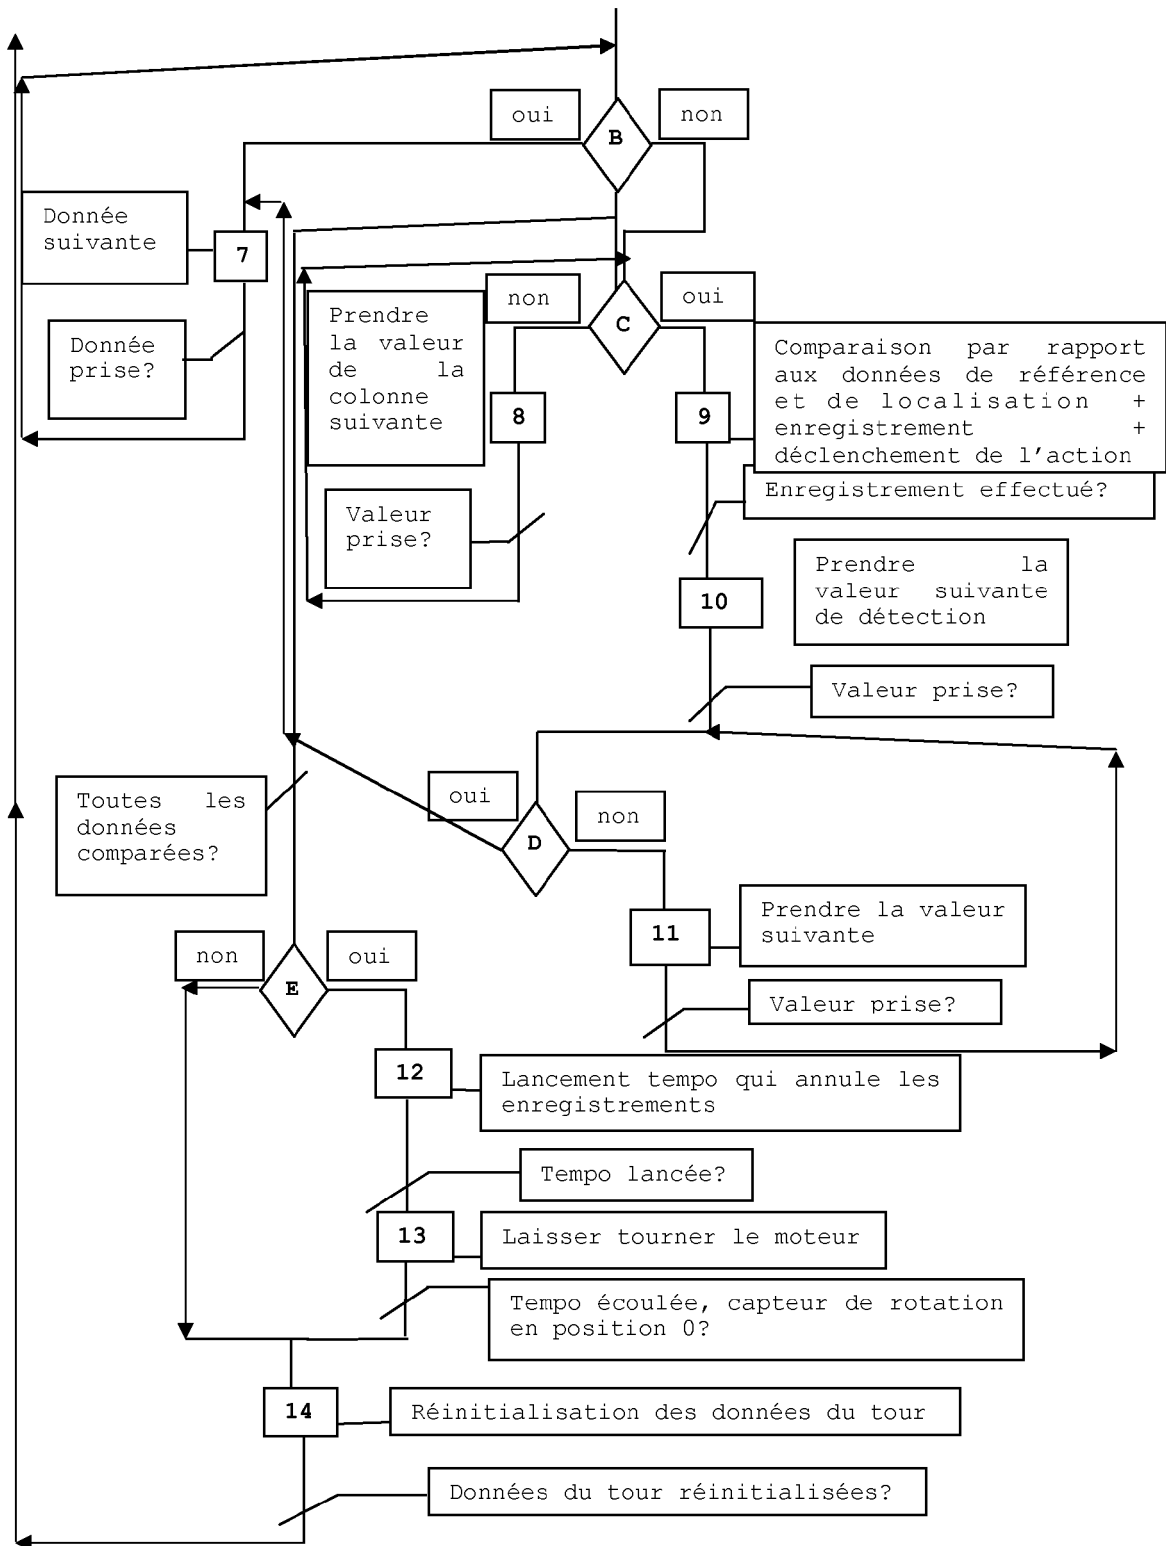 oui
non
B
Donnée
suivante
7
non
oui
Prendre
la valeur
de la
colonne
suivante
C
Donnée
prise?
Comparaison par rapport
aux données de référence
et de localisation +
enregistrement +
déclenchement de l'action
8
9
Enregistrement effectué?
Valeur
prise?
Prendre la
valeur suivante
de détection
10
Valeur prise?
Toutes les
données
comparées?
oui
non
D
Prendre la valeur
suivante
11
non
oui
E
Valeur prise?
12
Lancement tempo qui annule les
enregistrements
Tempo lancée?
13
Laisser tourner le moteur
Tempo écoulée, capteur de rotation
en position 0?
14
Réinitialisation des données du tour
Données du tour réinitialisées?